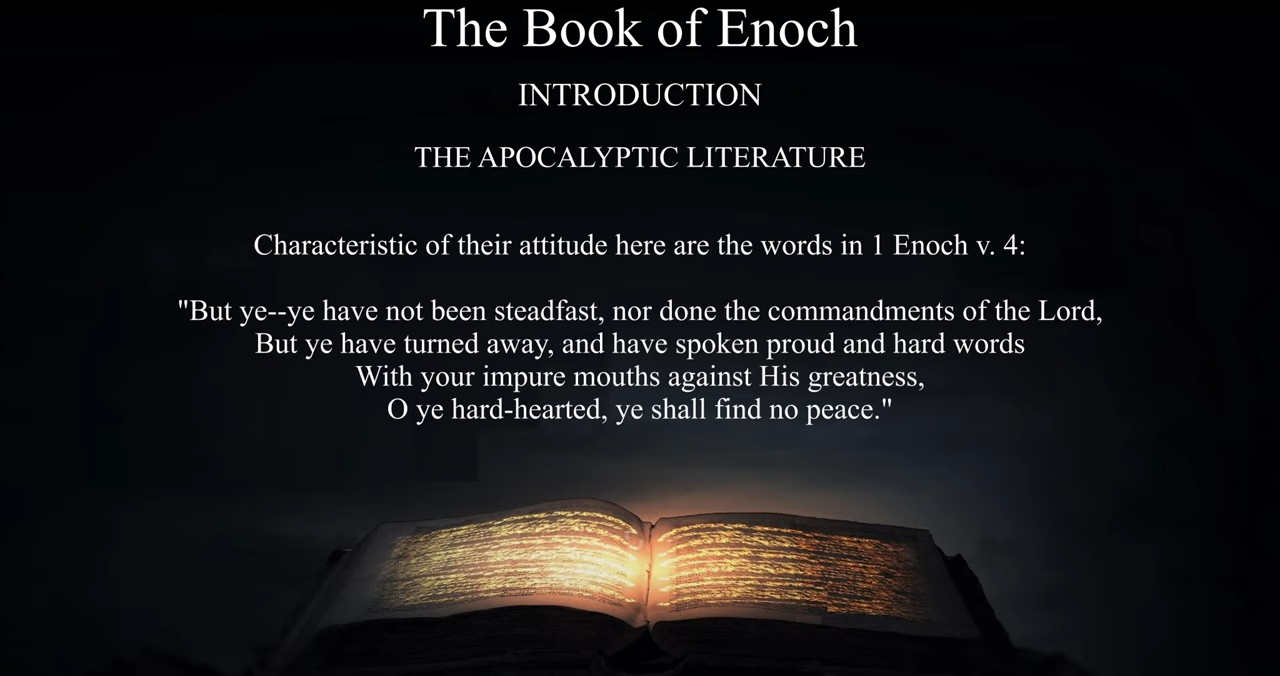 The Book of Enoch
INTRODUCTION
THE APOCALYPTIC LITERATURE
Characteristic of their attitude here are the words in 1 Enoch v. 4:
"But ye--ye have not been steadfast, nor done the commandments of the Lord,
But ye have turned away, and have spoken proud and hard words
With your impure mouths against His greatness,
O ye hard-hearted, ye shall find no peace."